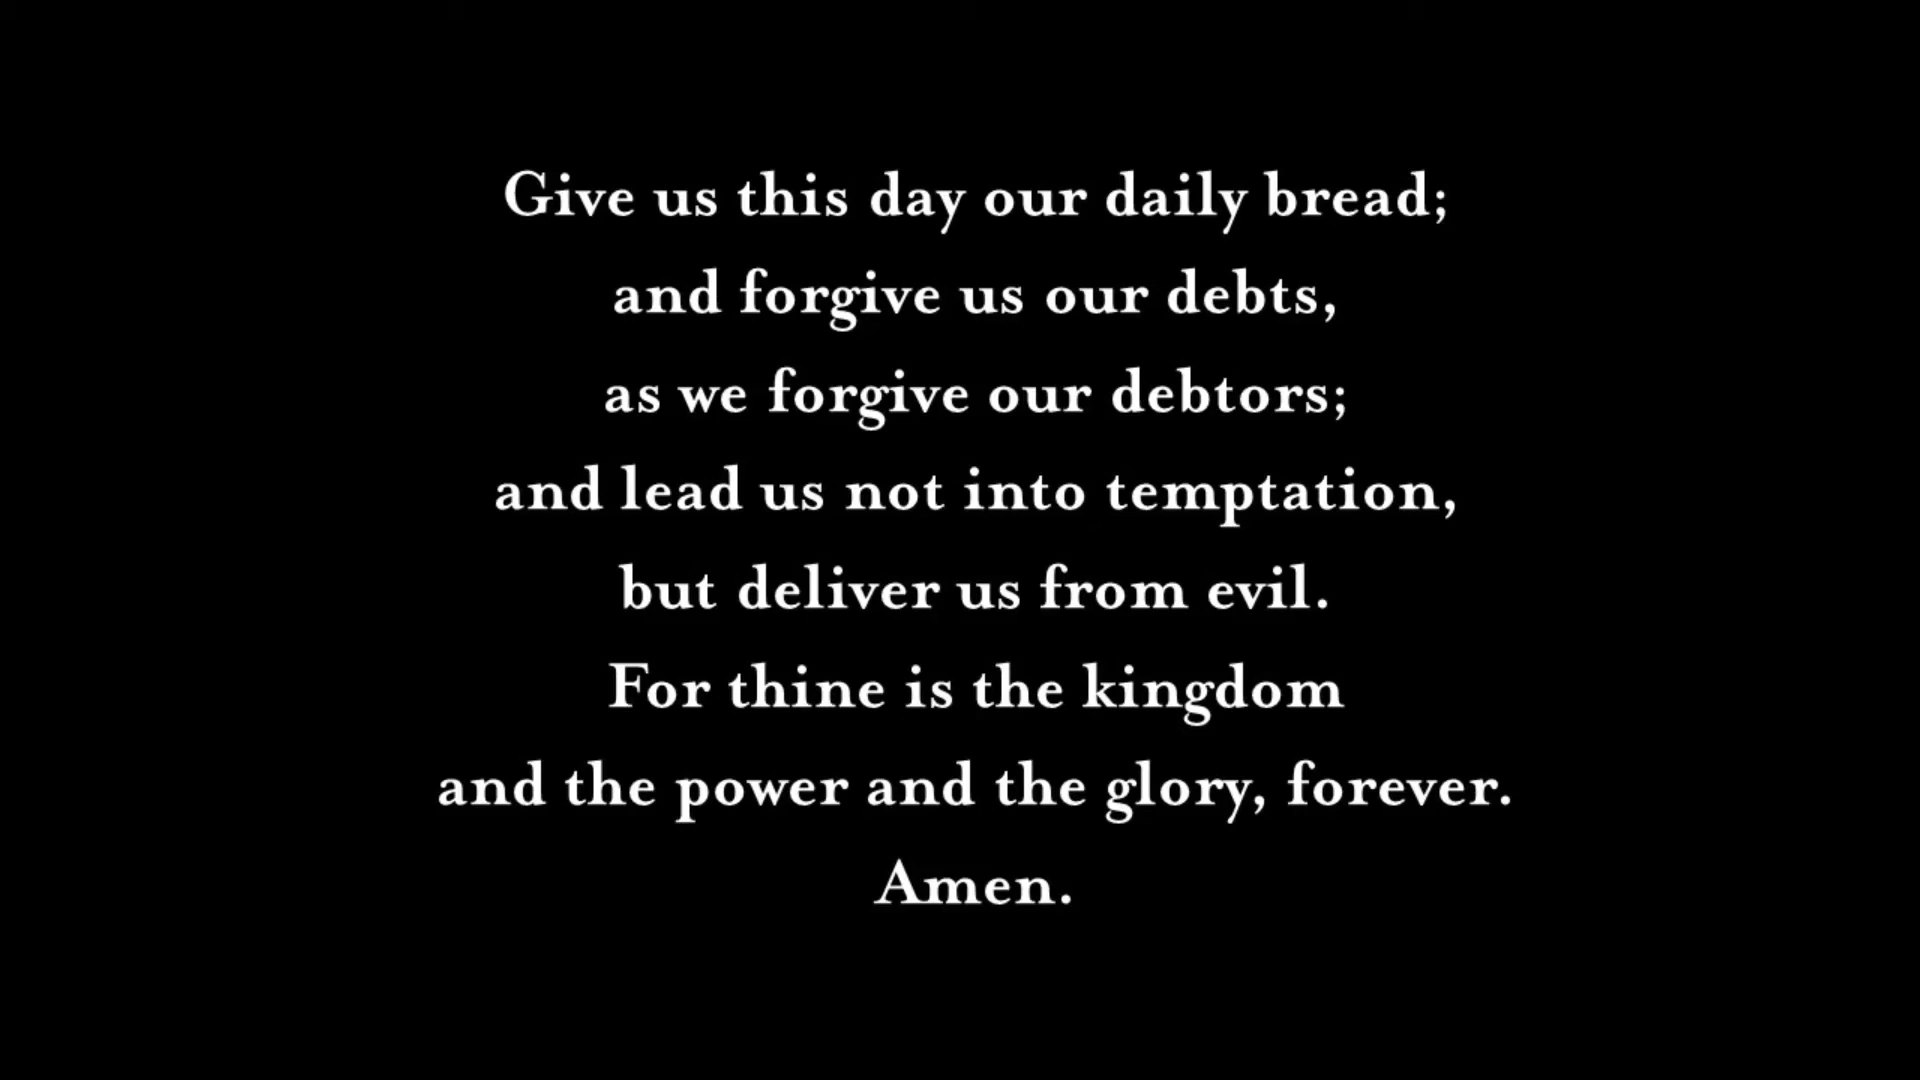 Give us this day our daily bread;
and forgive us our debts,
as we forgive our debtors;
and lead us not into temptation,
but deliver us from evil.
For thine is the kingdom
and the power and the glory, forever.
Amen.